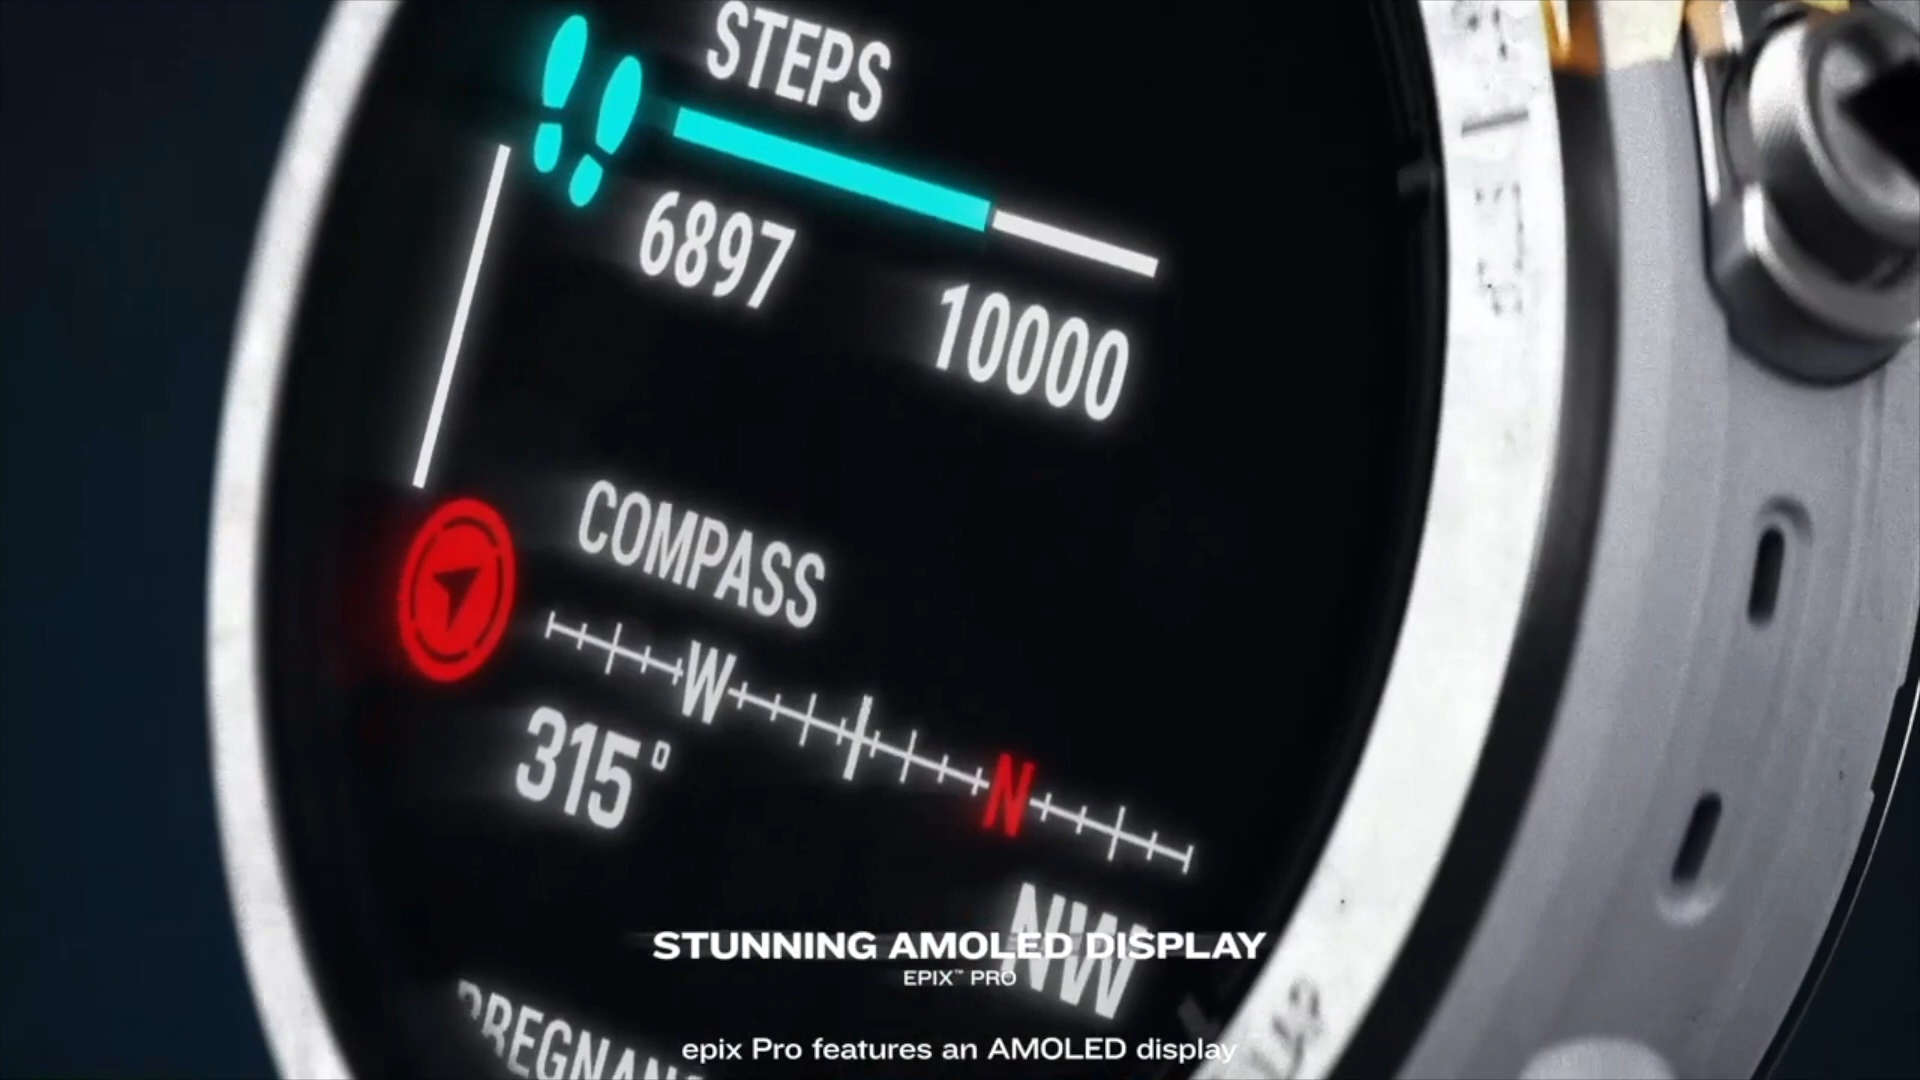 STEPS
6897
10000
COMPASS
W
N
315°
NW
STUNNING AMOLED DISPLAY
EPIX™ PRO
epix Pro features an AMOLED display